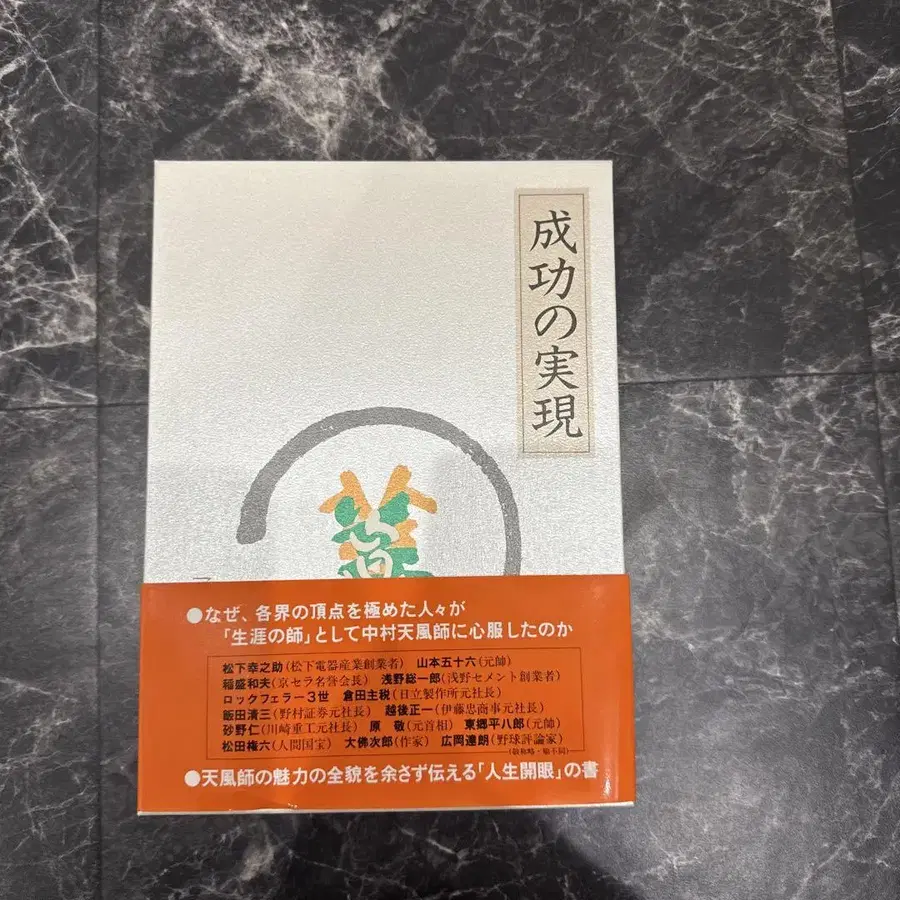 成功の実現
●なぜ、各界の頂点を極めた人々が
「生涯の師」として中村天風師に心服したのか
松下幸之助(松下電器産業創業者) 山本五十六(元帥)
稲盛和夫(京セラ名誉会長) 浅野総一郎(浅野セメント創業者)
ロックフェラー3世 倉田主税(日立製作所元社長)
飯田清三(野村証券元社長) 越後正一(伊藤忠商事元社長)
砂野仁(川崎重工元社長) 原 敬(元首相) 東郷平八郎(元帥)
松田権六(人間国宝) 大佛次郎(作家) 広岡達朗(野球評論家)
(敬称略・順不同)
●天風師の魅力の全貌を余さず伝える「人生開眼」の書